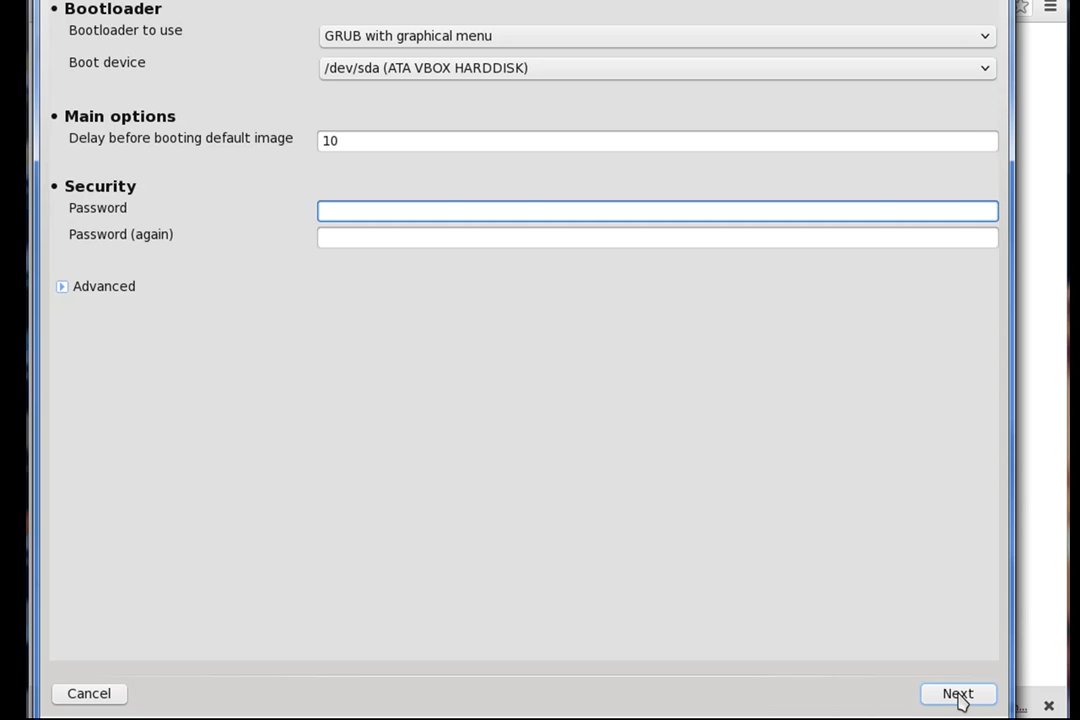 • Bootloader
Bootloader to use
GRUB with graphical menu
Boot device
/dev/sda (ATA VBOX HARDDISK)
• Main options
Delay before booting default image
10
• Security
Password
Password (again)
Advanced
Cancel
Next